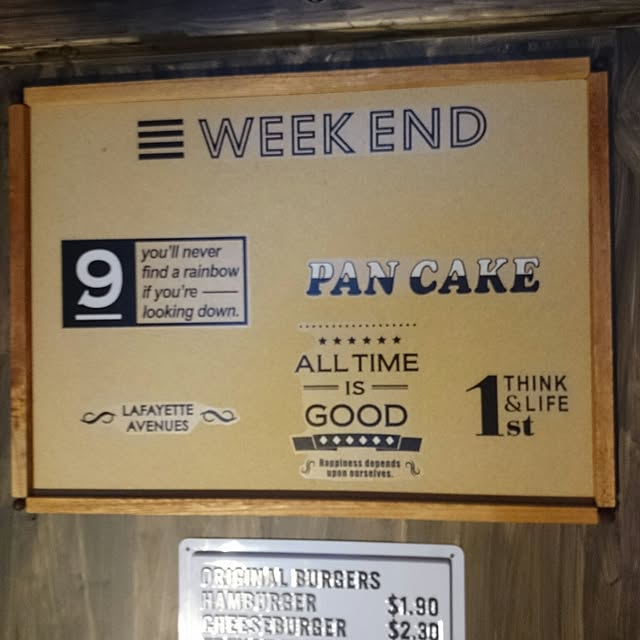 WEEK END
9
you'll never
find a rainbow
if you're
looking down.
PAN CAKE
ALL TIME
IS
GOOD
Happiness depends
upon ourselves.
LAFAYETTE
AVENUES
1st
THINK
& LIFE
ORIGINAL BURGERS
HAMBURGER $1.90
CHEESEBURGER $2.30